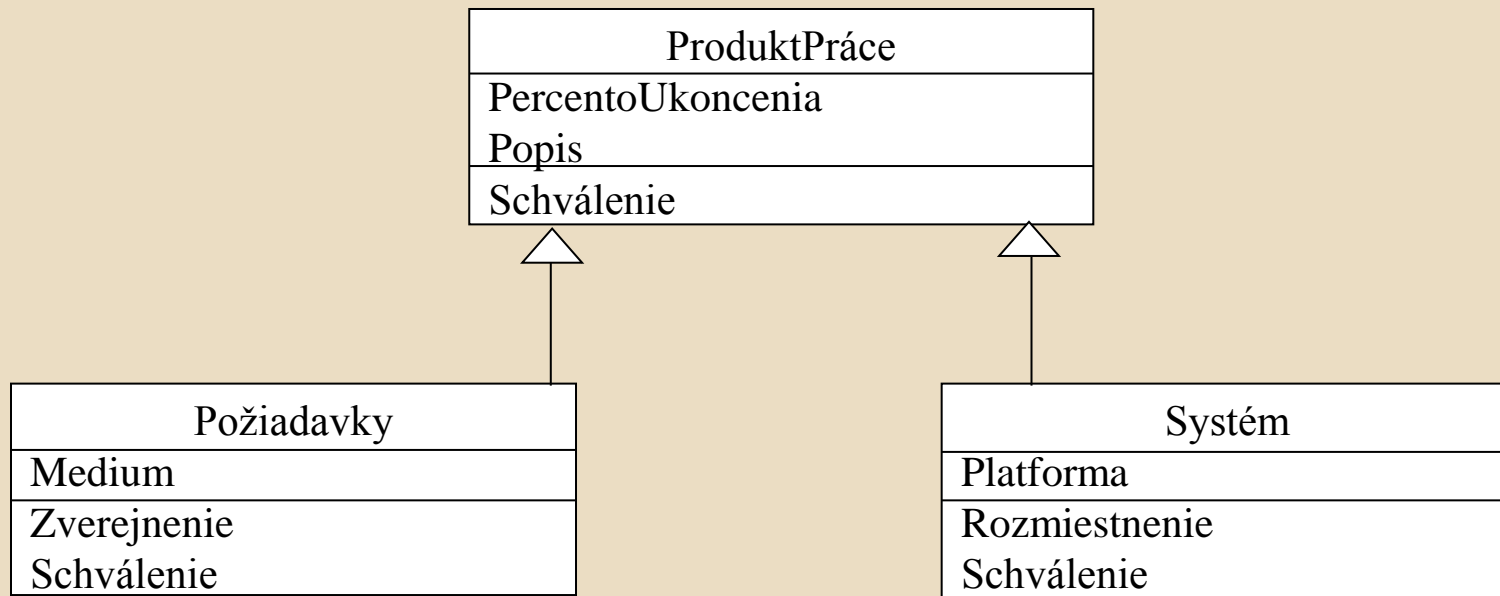 ProduktPráce
PercentoUkoncenia
Popis
Schválenie
Požiadavky
Medium
Zverejnenie
Schválenie
Systém
Platforma
Rozmiestnenie
Schválenie